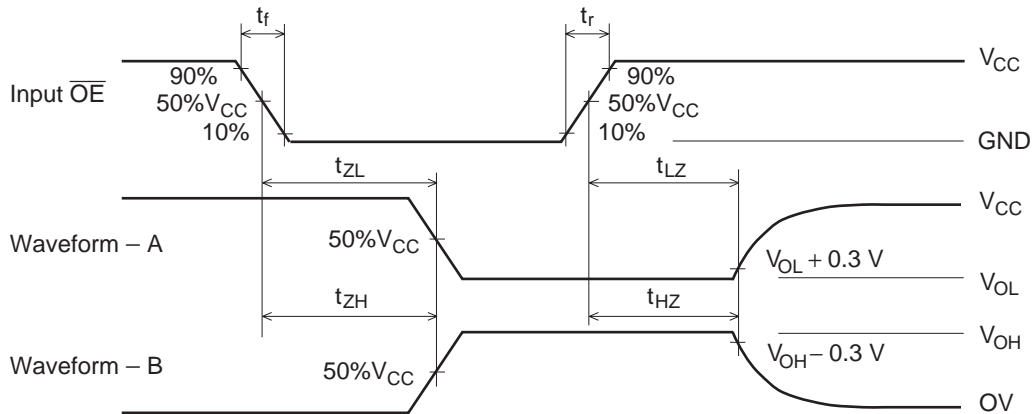 tf
tr
Input OE
90%
50%VCC
10%
90%
50%VCC
10%
VCC
GND
tZL
tLZ
Waveform – A
50%VCC
VCC
VOL + 0.3 V
VOL
tZH
tHZ
Waveform – B
50%VCC
VOH
VOH – 0.3 V
OV